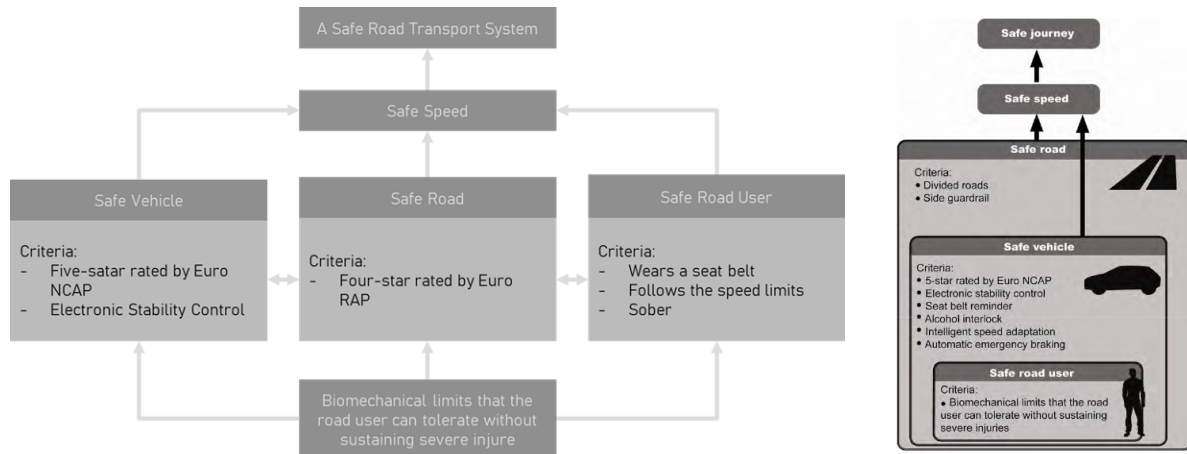 A Safe Road Transport System
Safe Speed
Safe Vehicle
Criteria:
- Five-satar rated by Euro
NCAP
- Electronic Stability Control
Safe Road
Criteria:
- Four-star rated by Euro
RAP
Safe Road User
Criteria:
- Wears a seat belt
- Follows the speed limits
- Sober
Biomechanical limits that the
road user can tolerate without
sustaining severe injure
Safe journey
Safe speed
Safe road
Criteria:
• Divided roads
• Side guardrail
Safe vehicle
Criteria:
• 5-star rated by Euro NCAP
• Electronic stability control
• Seat belt reminder
• Alcohol interlock
• Intelligent speed adaptation
• Automatic emergency braking
Safe road user
Criteria:
• Biomechanical limits that the road
user can tolerate without sustaining
severe injuries